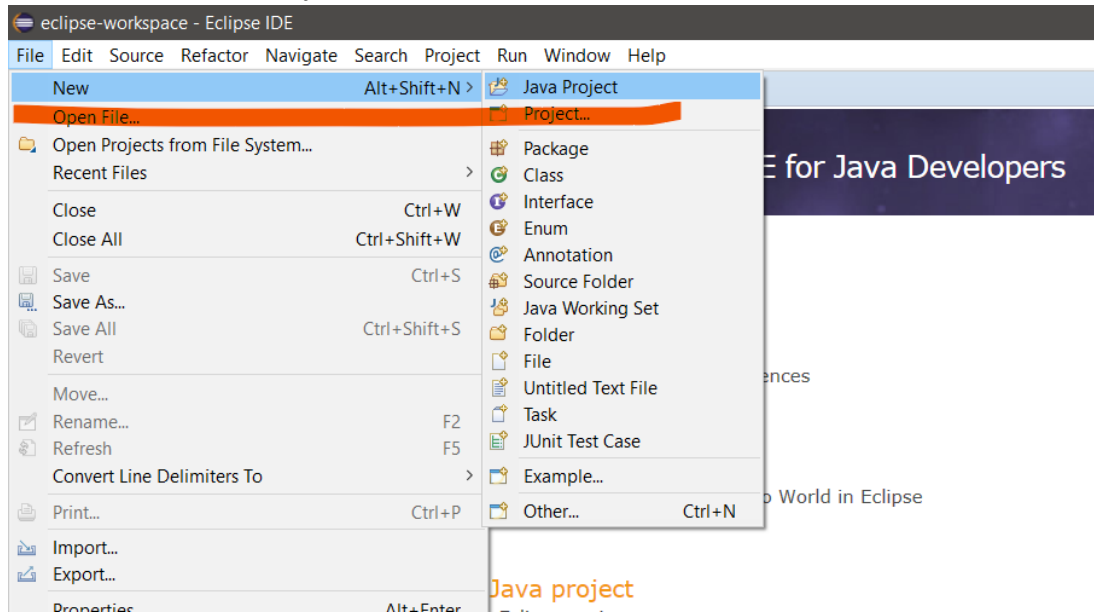 eclipse-workspace - Eclipse IDE
File Edit Source Refactor Navigate Search Project Run Window Help
New Alt+Shift+N >
Open File...
Open Projects from File System...
Recent Files >
Close Ctrl+W
Close All Ctrl+Shift+W
Save Ctrl+S
Save As...
Save All Ctrl+Shift+S
Revert
Move...
Rename... F2
Refresh F5
Convert Line Delimiters To >
Print... Ctrl+P
Import...
Export...
Properties Alt+Enter
Java Project
Project...
Package
Class
Interface
Enum
Annotation
Source Folder
Java Working Set
Folder
File
Untitled Text File
Task
JUnit Test Case
Example...
Other... Ctrl+N
E for Java Developers
ences
o World in Eclipse
Java project